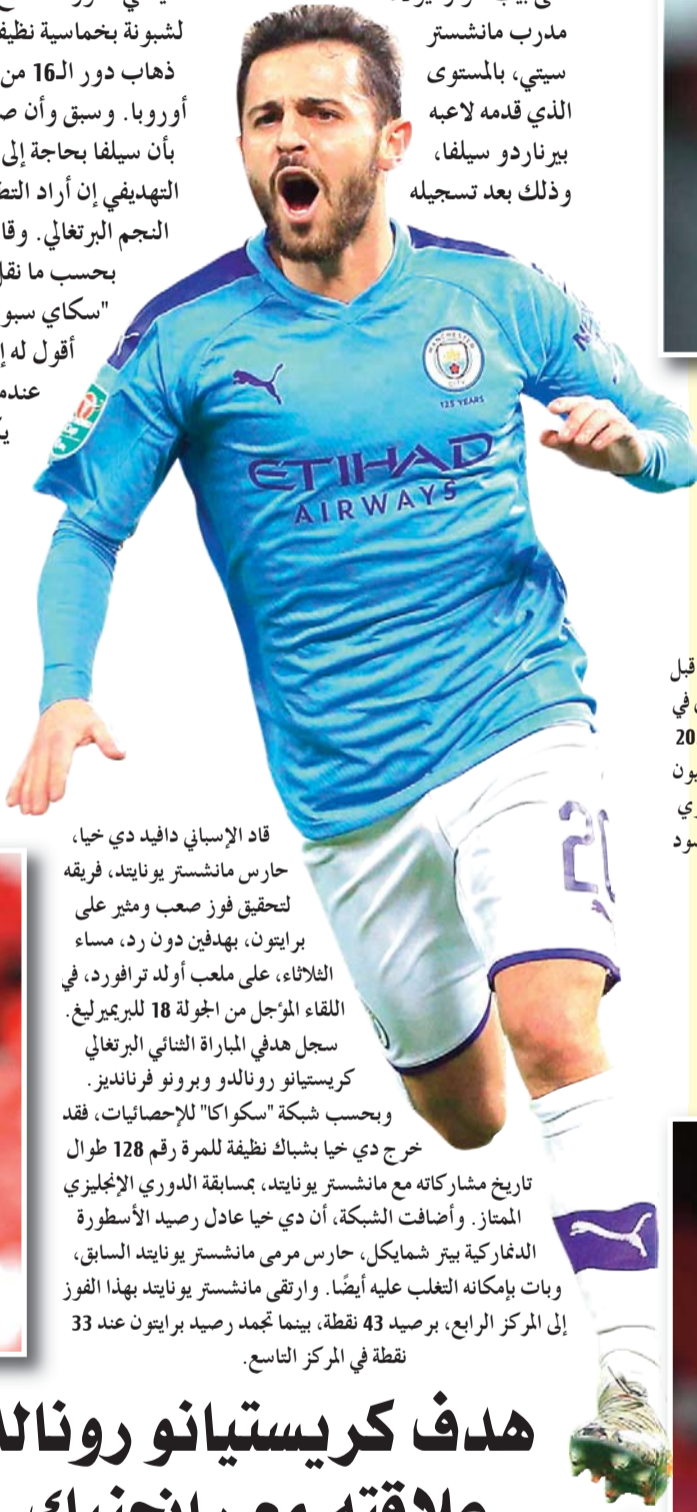 مدرب مانشستر
سيتي، بالمستوى
الذي قدمه لاعبه
بيرناردو سيلفا،
وذلك بعد تسجيله
لشبونة بخماسية
ذهاب دور الـ16 من
أوروبا. وسبق وأن
بأن سيلفا بحاجة إلى
التهديفي إن أراد
النجم البرتغالي.
بحسب ما
"سكاي
أقول له
MANCHESTER
CITY
125 YEARS
ETIHAD
AIRWAYS
20
قبل
في
20
قاد الإسباني دافيد دي خيا،
حارس مانشستر يونايتد، فريقه
لتحقيق فوز صعب ومثير على
برايتون، بهدفين دون رد، مساء
الثلاثاء، على ملعب أولد ترافورد، في
اللقاء المؤجل من الجولة 18 للبريميرليغ.
سجل هدفي المباراة الثنائي البرتغالي
كريستيانو رونالدو وبرونو فرنانديز.
وبحسب شبكة "سكواكا" للإحصائيات، فقد
خرج دي خيا بشباك نظيفة للمرة رقم 128 طوال
تاريخ مشاركاته مع مانشستر يونايتد، بمسابقة الدوري الإنجليزي
الممتاز. وأضافت الشبكة، أن دي خيا عادل رصيد الأسطورة
الدنماركية بيتر شمايكل، حارس مرمى مانشستر يونايتد السابق،
وبات بإمكانه التغلب عليه أيضًا. وارتقى مانشستر يونايتد بهذا الفوز
إلى المركز الرابع، برصيد 43 نقطة، بينما تجمد رصيد برايتون عند 33
نقطة في المركز التاسع.
هدف كريستيانو